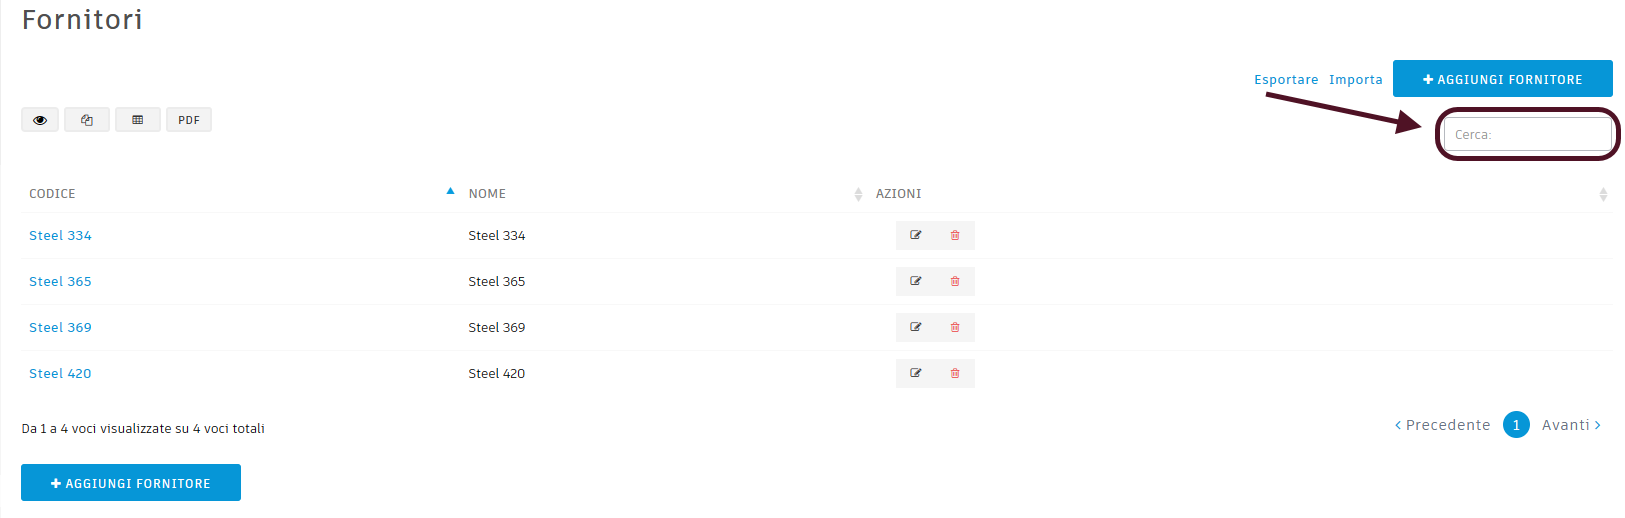 Fornitori
Esportare Importa AGGIUNGI FORNITORE
PDF
Cerca:
CODICE NOME AZIONI
Steel 334 Steel 334
Steel 365 Steel 365
Steel 369 Steel 369
Steel 420 Steel 420
Da 1 a 4 voci visualizzate su 4 voci totali
Precedente 1 Avanti
AGGIUNGI FORNITORE